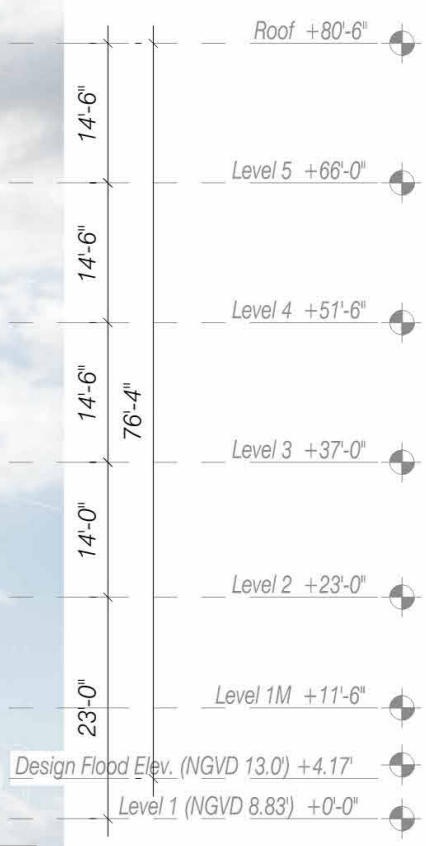 Roof +80'-6"
14'-6"
Level 5 +66'-0"
14'-6"
Level 4 +51'-6"
14'-6"
76'-4"
Level 3 +37'-0"
14'-0"
Level 2 +23'-0"
23'-0"
Level 1M +11'-6"
Design Flood Elev. (NGVD 13.0') +4.17'
Level 1 (NGVD 8.83') +0'-0"